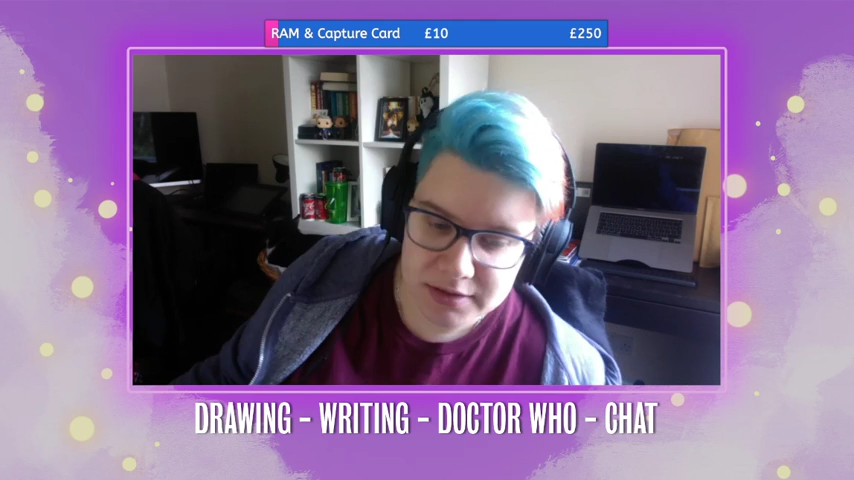 RAM & Capture Card £10 £250
DRAWING - WRITING - DOCTOR WHO - CHAT